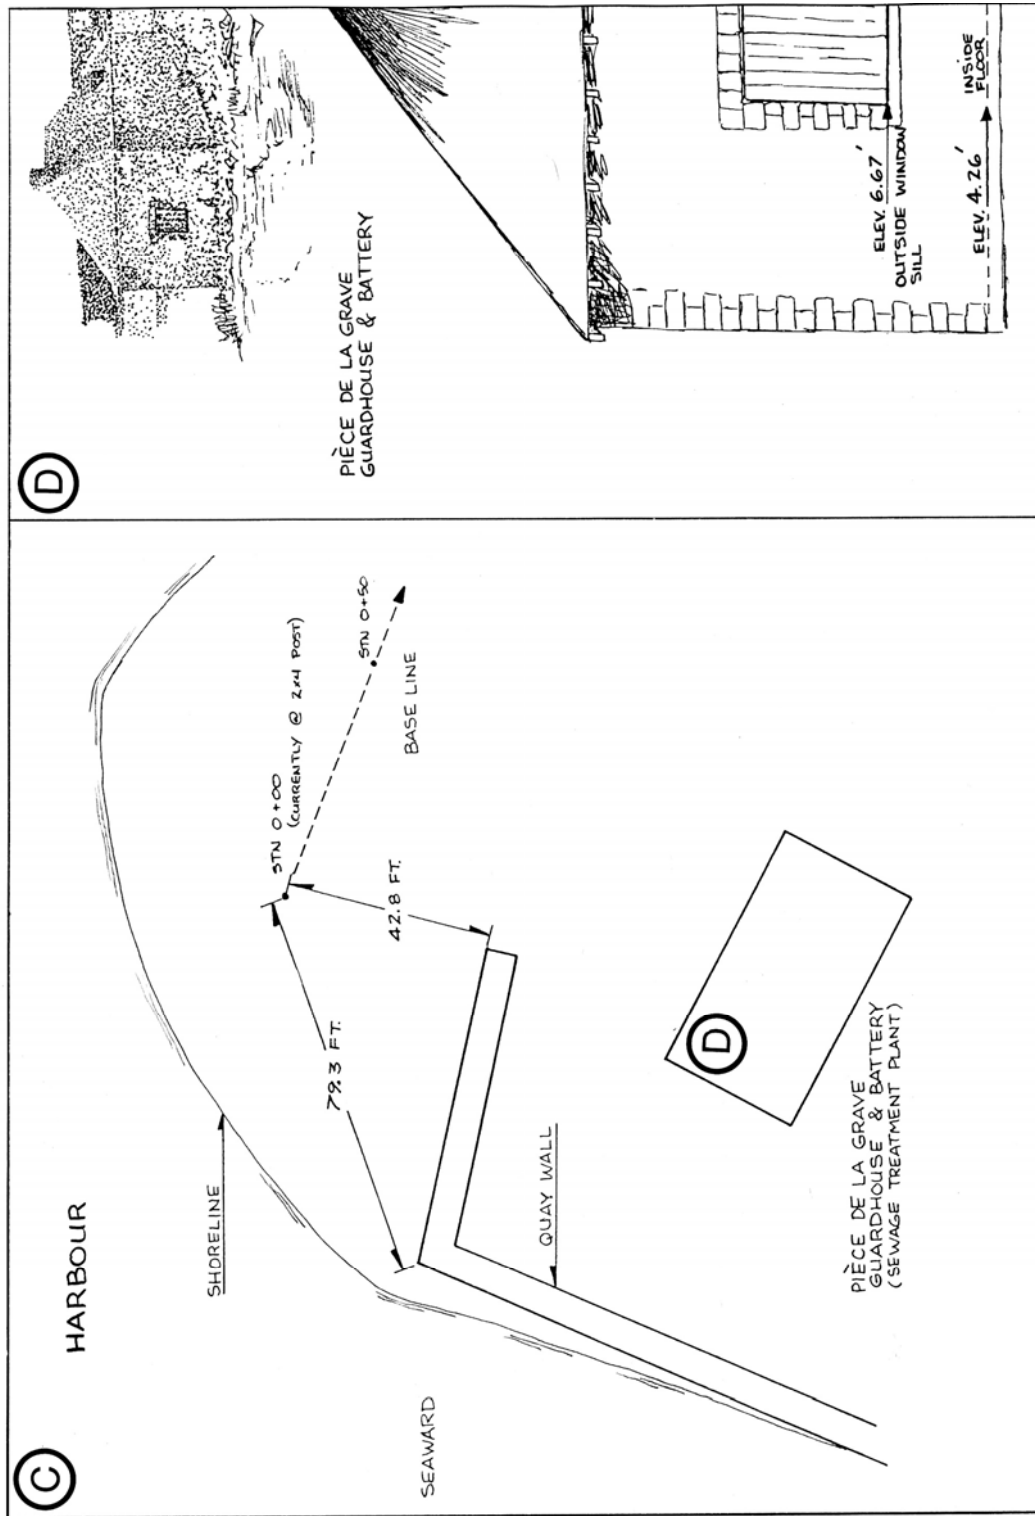 C
HARBOUR
SHORELINE
SEAWARD
79.3 FT.
STN 0+00
(CURRENTLY @ 2x4 POST)
STN 0+50
BASE LINE
42.8 FT.
QUAY WALL
D
PIÈCE DE LA GRAVE
GUARDHOUSE & BATTERY
(SEWAGE TREATMENT PLANT)
D
PIÈCE DE LA GRAVE
GUARDHOUSE & BATTERY
ELEV. 6.67'
OUTSIDE WINDOW
SILL
ELEV. 4.26'
INSIDE
FLOOR